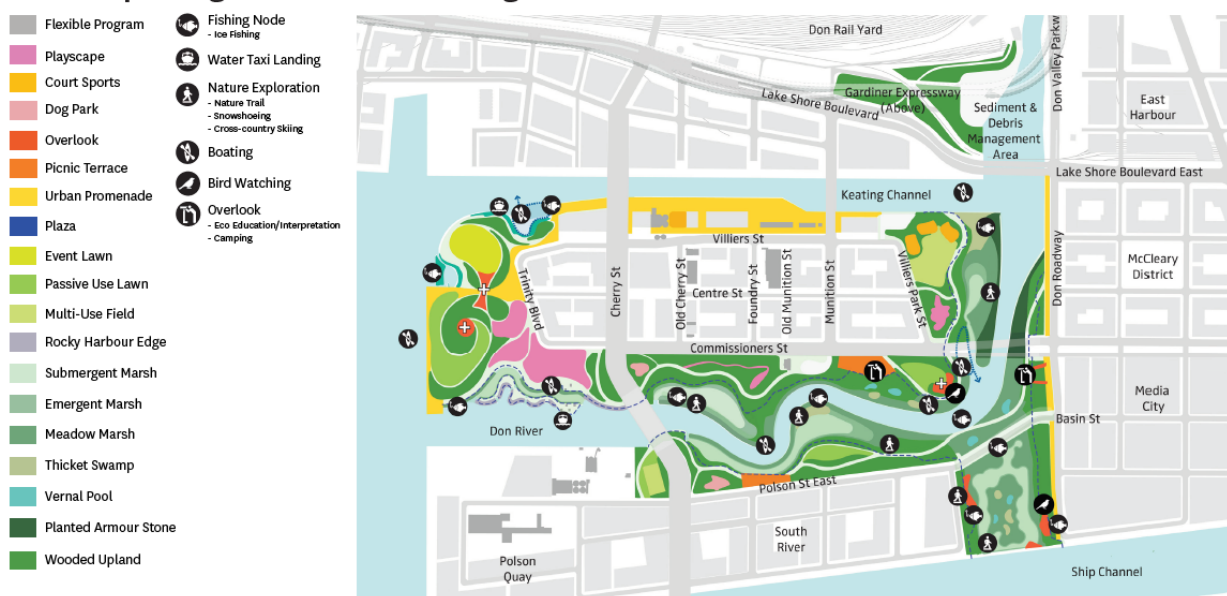 Flexible Program
Playscape
Court Sports
Dog Park
Overlook
Picnic Terrace
Urban Promenade
Plaza
Event Lawn
Passive Use Lawn
Multi-Use Field
Rocky Harbour Edge
Submergent Marsh
Emergent Marsh
Meadow Marsh
Thicket Swamp
Vernal Pool
Planted Armour Stone
Wooded Upland
Fishing Node
- Ice Fishing
Water Taxi Landing
Nature Exploration
- Nature Trail
- Snowshoeing
- Cross-country Skiing
Boating
Bird Watching
Overlook
- Eco Education/Interpretation
- Camping
Don Rail Yard
Don Valley Parkw
Gardiner Expressway
(Above)
Lake Shore Boulevard
Sediment &
Debris
Management
Area
East
Harbour
Lake Shore Boulevard East
Keating Channel
Villiers St
Trinity Blvd
Cherry St
Old Cherry St
Centre St
Foundry St
Old Munition St
Munition St
Villiers Park St
Don Roadway
McCleary
District
Commissioners St
Media
City
Basin St
Don River
Polson St East
South
River
Polson
Quay
Ship Channel